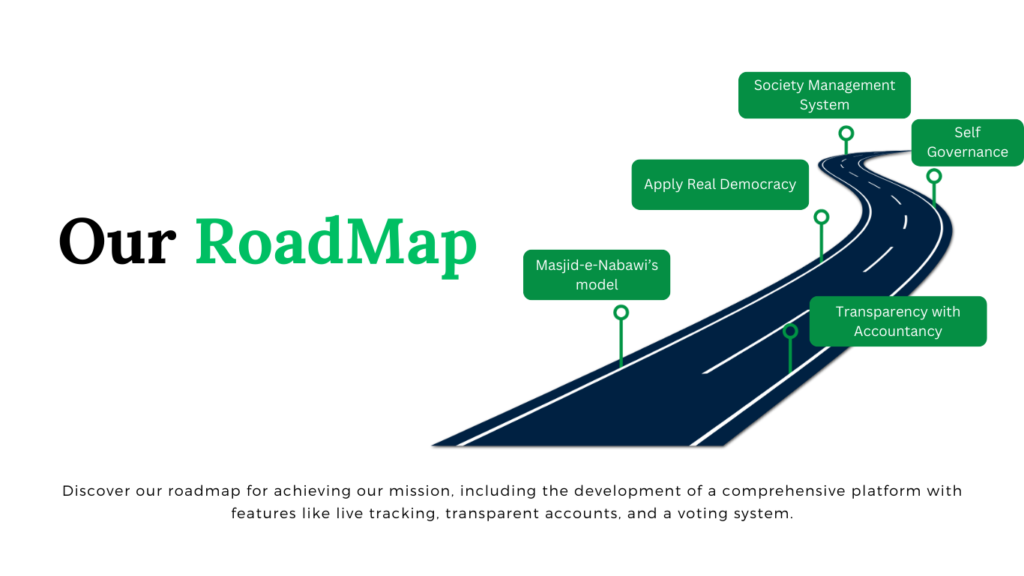 Our RoadMap
Society Management
System
Self
Governance
Apply Real Democracy
Masjid-e-Nabawi's
model
Transparency with
Accountancy
Discover our roadmap for achieving our mission, including the development of a comprehensive platform with
features like live tracking, transparent accounts, and a voting system.